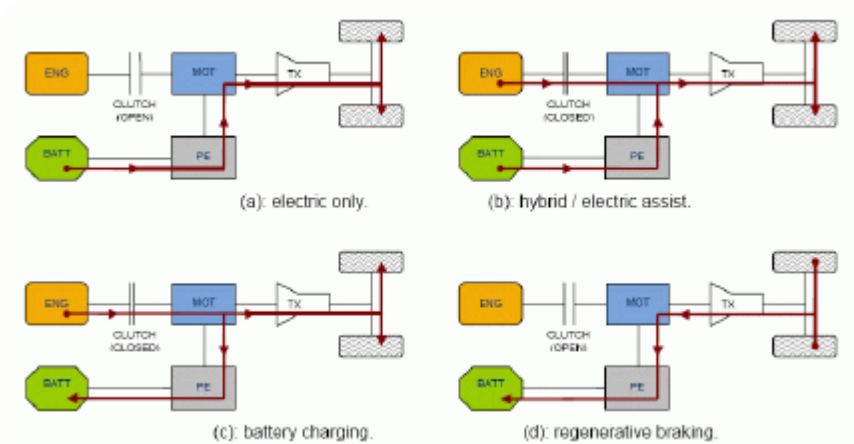 ENG
MOT
TX
CLUTCH
(OPEN)
BATT
PE
(a): electric only.
ENG
MOT
TX
CLUTCH
(CLOSED)
BATT
PE
(b): hybrid / electric assist.
ENG
MOT
TX
CLUTCH
(CLOSED)
BATT
PE
(c): battery charging.
ENG
MOT
TX
CLUTCH
(OPEN)
BATT
PE
(d): regenerative braking.